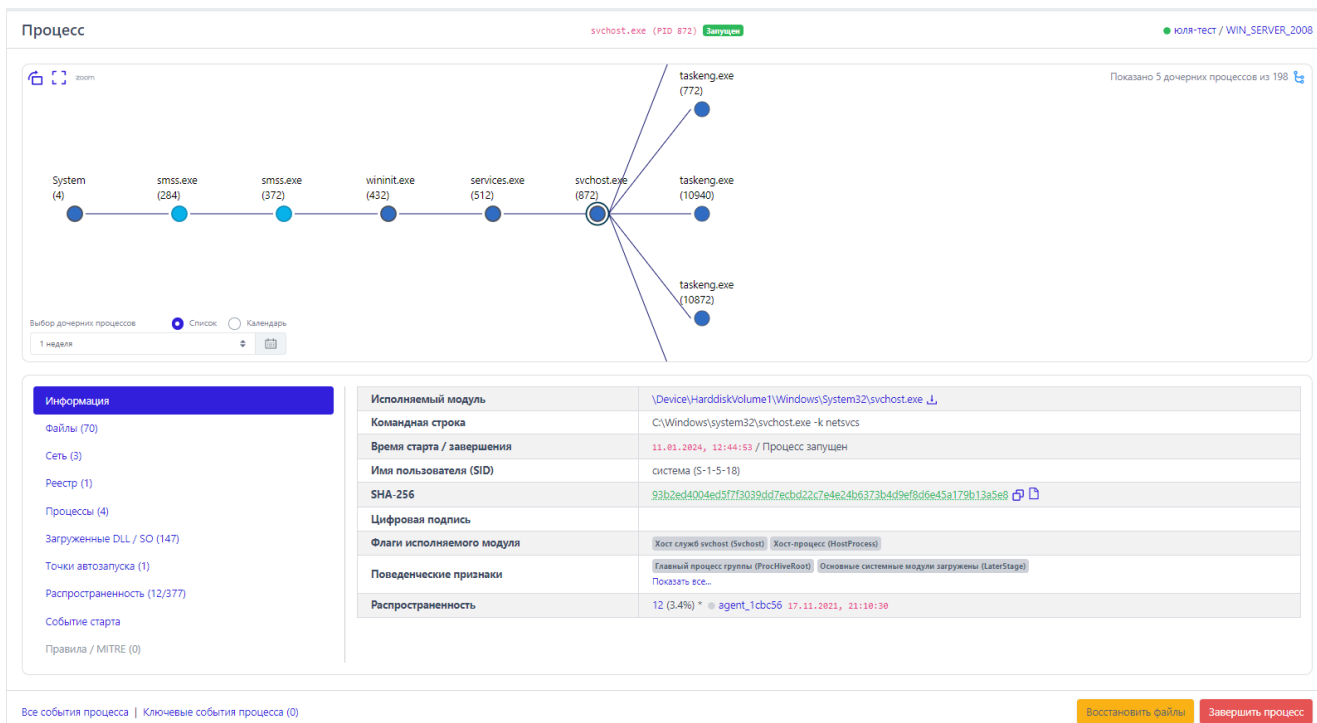 Процесс
svchost.exe (PID 872) Запущен
юля-тест / WIN_SERVER_2008
zoom
Показано 5 дочерних процессов из 198
taskeng.exe
(772)
System
(4)
smss.exe
(284)
smss.exe
(372)
wininit.exe
(432)
services.exe
(512)
svchost.exe
(872)
taskeng.exe
(10940)
taskeng.exe
(10872)
Выбор дочерних процессов Список Календарь
1 неделя
Информация
Файлы (70)
Сеть (3)
Реестр (1)
Процессы (4)
Загруженные DLL / SO (147)
Точки автозапуска (1)
Распространенность (12/377)
Событие старта
Правила / MITRE (0)
Исполняемый модуль \Device\HarddiskVolume1\Windows\System32\svchost.exe
Командная строка C:\Windows\system32\svchost.exe -k netsvcs
Время старта / завершения 11.01.2024, 12:44:53 / Процесс запущен
Имя пользователя (SID) система (S-1-5-18)
SHA-256 93b2ed4004ed5f7f3039dd7ecbd22c7e4e24b6373b4d9ef8d6e45a179b13a5e8
Цифровая подпись
Флаги исполняемого модуля Хост служб svchost (Svchost) Хост-процесс (HostProcess)
Поведенческие признаки Главный процесс группы (ProcHiveRoot) Основные системные модули загружены (LaterStage)
Показать все...
Распространенность 12 (3.4%) * agent_1cbc56 17.11.2021, 21:10:30
Все события процесса | Ключевые события процесса (0)
Восстановить файлы
Завершить процесс